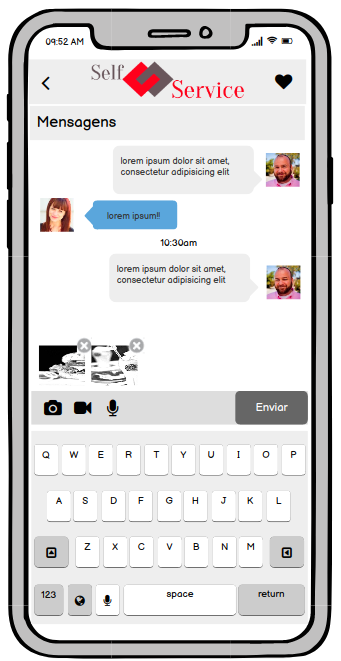 09:52 AM
Self
Service
Mensagens
lorem ipsum dolor sit amet,
consectetur adipisicing elit
lorem ipsum!!
10:30am
lorem ipsum dolor sit amet,
consectetur adipisicing elit
Enviar
Q W E R T Y U I O P
A S D F G H J K L
Z X C V B N M
123 space return